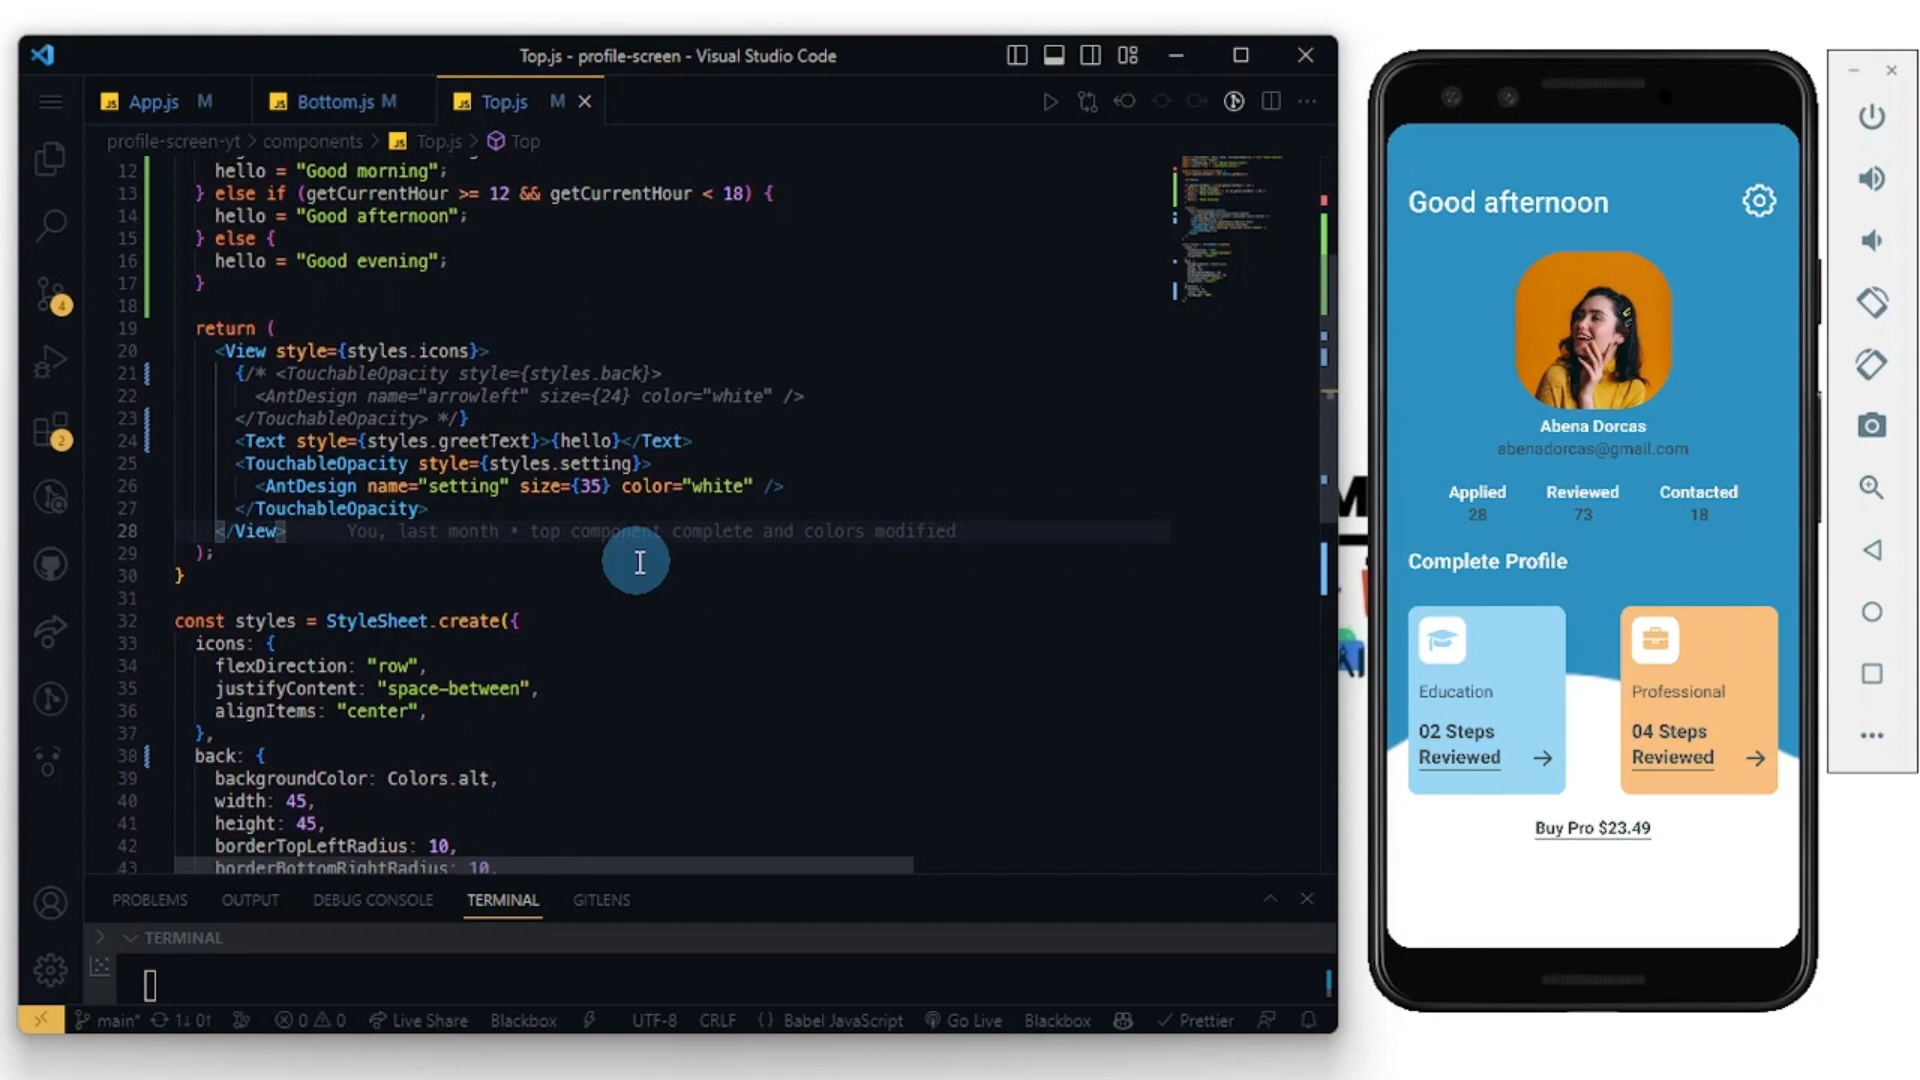 Top.js - profile-screen - Visual Studio Code
App.js M
Bottom.js M
Top.js M
profile-screen-yt > components > Top.js > Top
12 hello = "Good morning";
13 } else if (getCurrentHour >= 12 && getCurrentHour < 18) {
14 hello = "Good afternoon";
15 } else {
16 hello = "Good evening";
17 }
18
19 return (
20 <View style={styles.icons}>
21 {/* <TouchableOpacity style={styles.back}>
22 <AntDesign name="arrowleft" size={24} color="white" />
23 </TouchableOpacity> */}
24 <Text style={styles.greetText}>{hello}</Text>
25 <TouchableOpacity style={styles.setting}>
26 <AntDesign name="setting" size={35} color="white" />
27 </TouchableOpacity>
28 </View> You, last month • top component complete and colors modified
29 );
30 }
31
32 const styles = StyleSheet.create({
33 icons: {
34 flexDirection: "row",
35 justifyContent: "space-between",
36 alignItems: "center",
37 },
38 back: {
39 backgroundColor: Colors.alt,
40 width: 45,
41 height: 45,
42 borderTopLeftRadius: 10,
43 borderBottomRightRadius: 10,
4
2
PROBLEMS OUTPUT DEBUG CONSOLE TERMINAL GITLENS
TERMINAL
main* 1↓ 0↑ 0 0 Live Share Blackbox UTF-8 CRLF {} Babel JavaScript Go Live Blackbox Prettier
Good afternoon
Abena Dorcas
abenadorcas@gmail.com
Applied Reviewed Contacted
28 73 18
Complete Profile
Education
02 Steps
Reviewed
Professional
04 Steps
Reviewed
Buy Pro $23.49